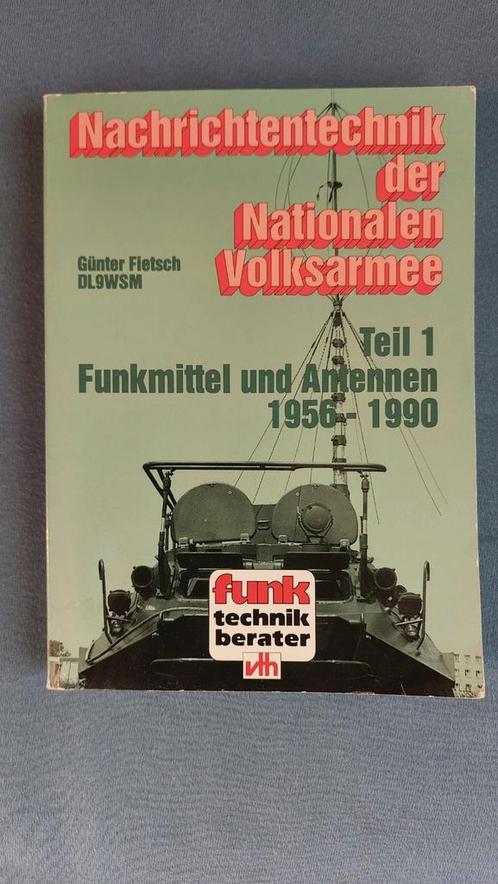 Nachrichtentechnik
der
Nationalen
Volksarmee
Günter Fietsch
DL9WSM
Teil 1
Funkmittel und Antennen
1956 - 1990
funk
technik
berater
vth